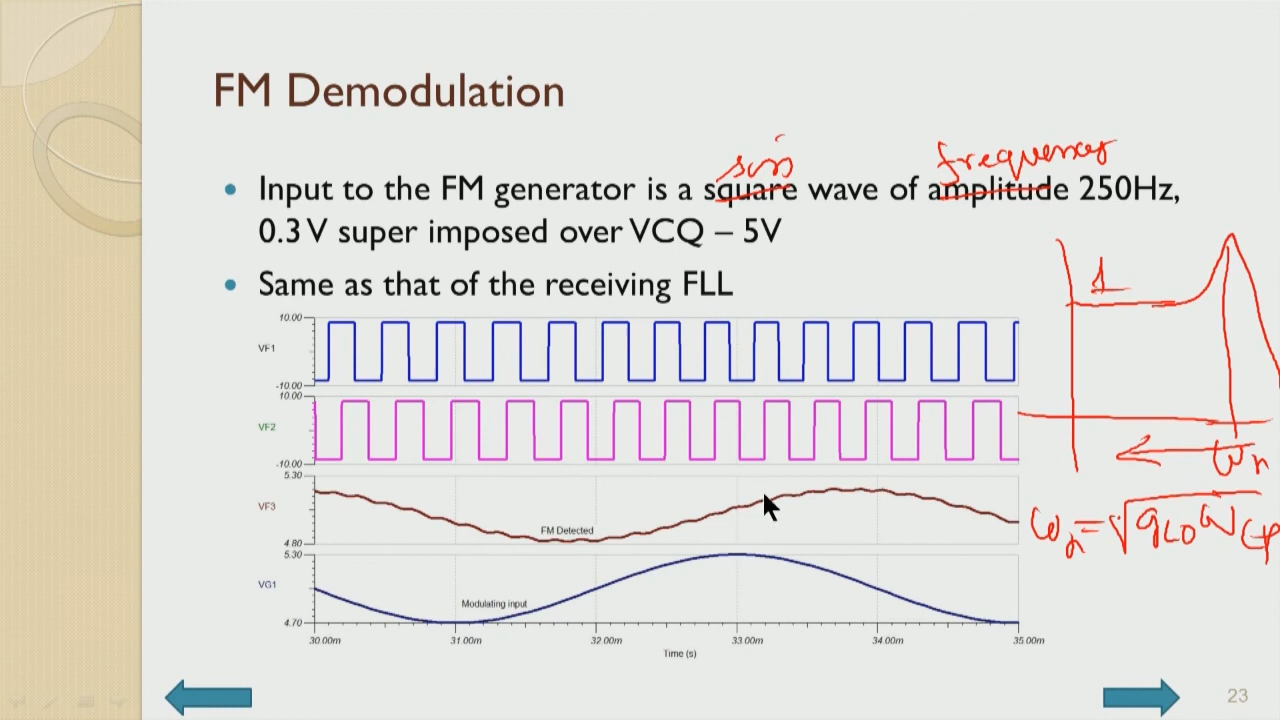 FM Demodulation
sin frequency
• Input to the FM generator is a square wave of amplitude 250Hz,
0.3 V super imposed over VCQ – 5V
• Same as that of the receiving FLL
1
10.00
VF1
-10.00
10.00
VF2
-10.00
5.30
VF3
FM Detected
4.80
5.30
VG1
Modulating input
4.70
30.00m 31.00m 32.00m 33.00m 34.00m 35.00m
Time (s)
ωn
ωn=√gLo ω
23